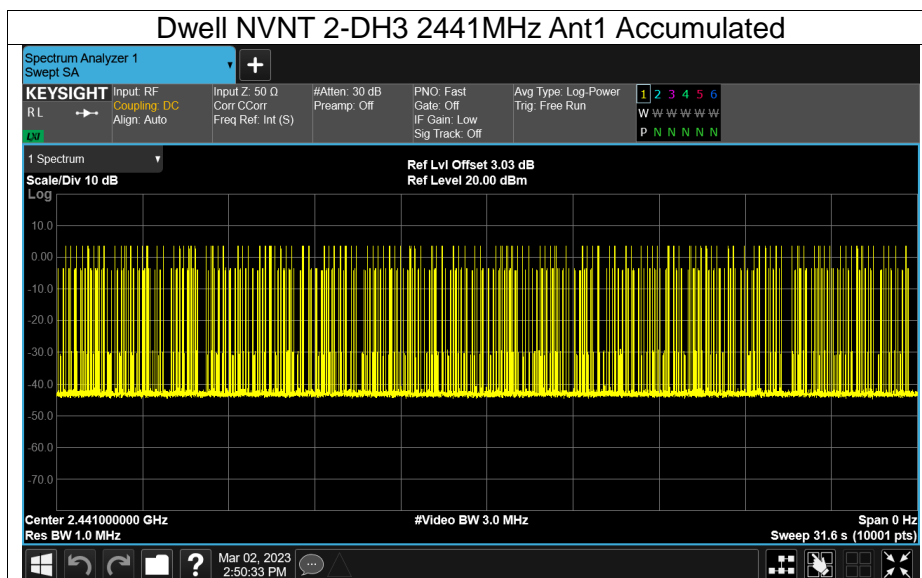 Dwell NVNT 2-DH3 2441MHz Ant1 Accumulated
Spectrum Analyzer 1
Swept SA
KEYSIGHT
R L
LXI
Input: RF
Coupling: DC
Align: Auto
Input Z: 50 Ω
Corr CCorr
Freq Ref: Int (S)
#Atten: 30 dB
Preamp: Off
PNO: Fast
Gate: Off
IF Gain: Low
Sig Track: Off
Avg Type: Log-Power
Trig: Free Run
1 2 3 4 5 6
W W W W W W
P N N N N N
1 Spectrum
Scale/Div 10 dB
Ref Lvl Offset 3.03 dB
Ref Level 20.00 dBm
Log
10.0
0.00
-10.0
-20.0
-30.0
-40.0
-50.0
-60.0
-70.0
Center 2.441000000 GHz
Res BW 1.0 MHz
#Video BW 3.0 MHz
Span 0 Hz
Sweep 31.6 s (10001 pts)
?
Mar 02, 2023
2:50:33 PM